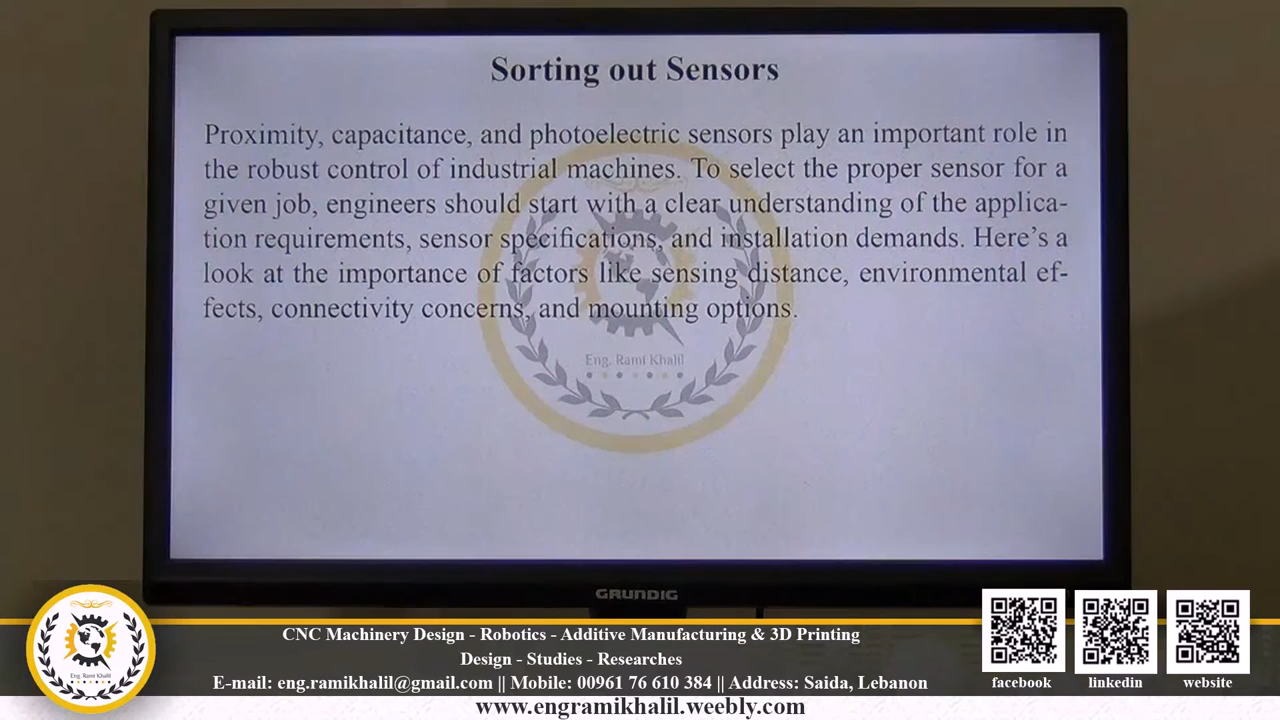 Sorting out Sensors
Proximity, capacitance, and photoelectric sensors play an important role in
the robust control of industrial machines. To select the proper sensor for a
given job, engineers should start with a clear understanding of the applica-
tion requirements, sensor specifications, and installation demands. Here's a
look at the importance of factors like sensing distance, environmental ef-
fects, connectivity concerns, and mounting options.
Eng. Rami Khalil
GRUNDIG
Eng. Rami Khalil
CNC Machinery Design - Robotics - Additive Manufacturing & 3D Printing
Design - Studies - Researches
E-mail: eng.ramikhalil@gmail.com || Mobile: 00961 76 610 384 || Address: Saida, Lebanon
www.engramikhalil.weebly.com
facebook
linkedin
website